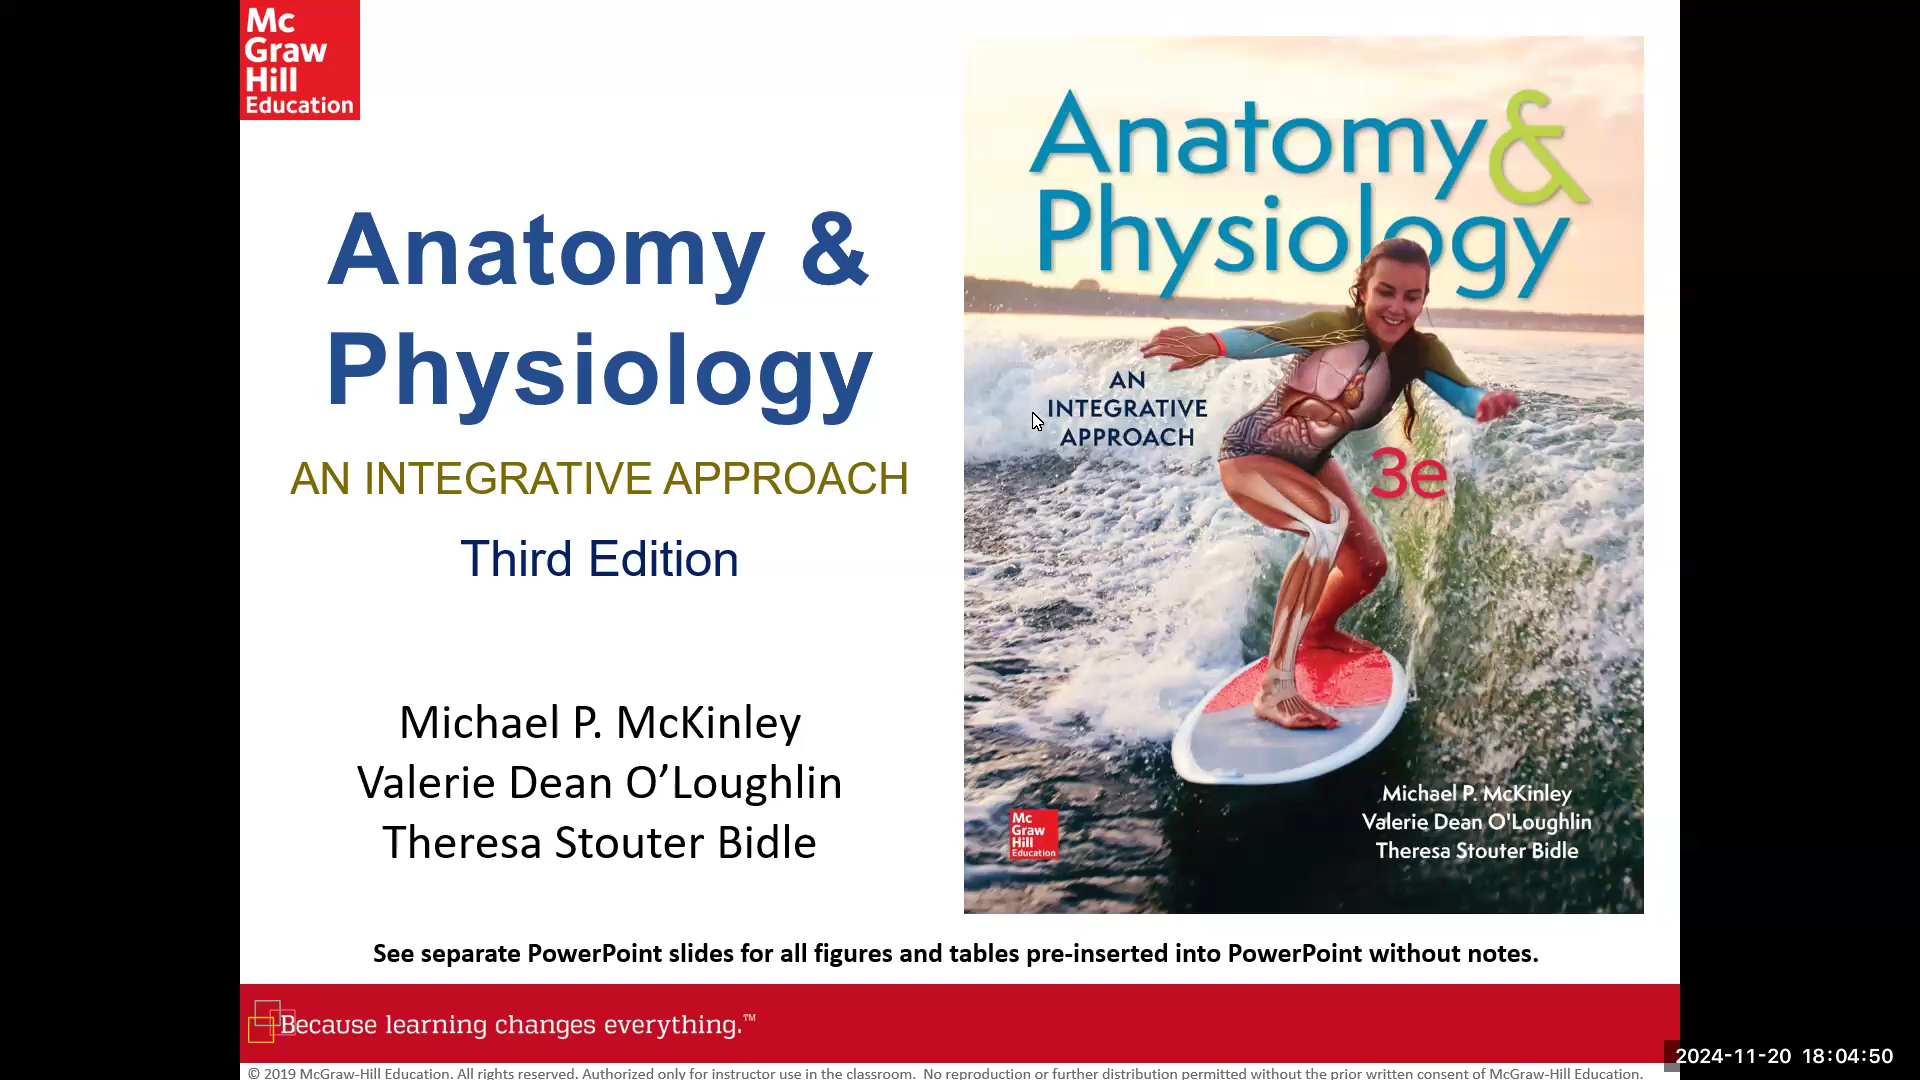 Mc
Graw
Hill
Education
Anatomy &
Physiology
AN INTEGRATIVE APPROACH
Third Edition
Michael P. McKinley
Valerie Dean O’Loughlin
Theresa Stouter Bidle
Anatomy &
Physiology
AN
INTEGRATIVE
APPROACH
3e
Michael P. McKinley
Valerie Dean O'Loughlin
Theresa Stouter Bidle
Mc
Graw
Hill
Education
See separate PowerPoint slides for all figures and tables pre-inserted into PowerPoint without notes.
Because learning changes everything.™
2024-11-20 18:04:50
© 2019 McGraw-Hill Education. All rights reserved. Authorized only for instructor use in the classroom. No reproduction or further distribution permitted without the prior written consent of McGraw-Hill Education.